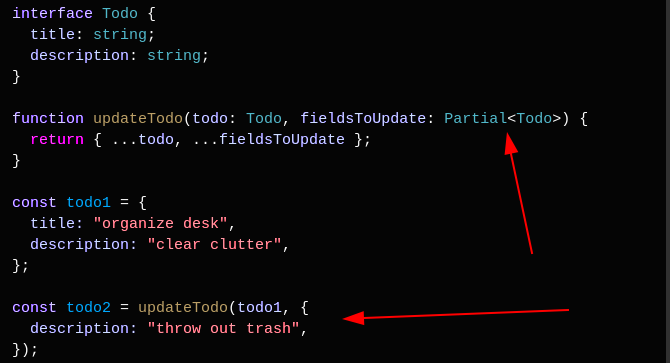 interface Todo {
  title: string;
  description: string;
}

function updateTodo(todo: Todo, fieldsToUpdate: Partial<Todo>) {
  return { ...todo, ...fieldsToUpdate };
}

const todo1 = {
  title: "organize desk",
  description: "clear clutter",
};

const todo2 = updateTodo(todo1, {
  description: "throw out trash",
});